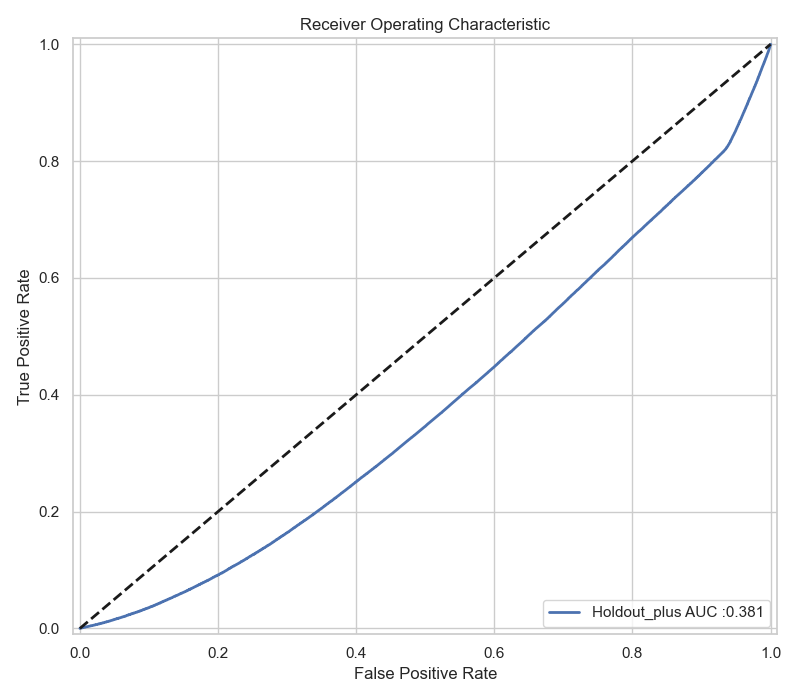 Receiver Operating Characteristic
1.0
0.8
0.6
0.4
0.2
0.0
True Positive Rate
Holdout_plus AUC :0.381
0.0 0.2 0.4 0.6 0.8 1.0
False Positive Rate